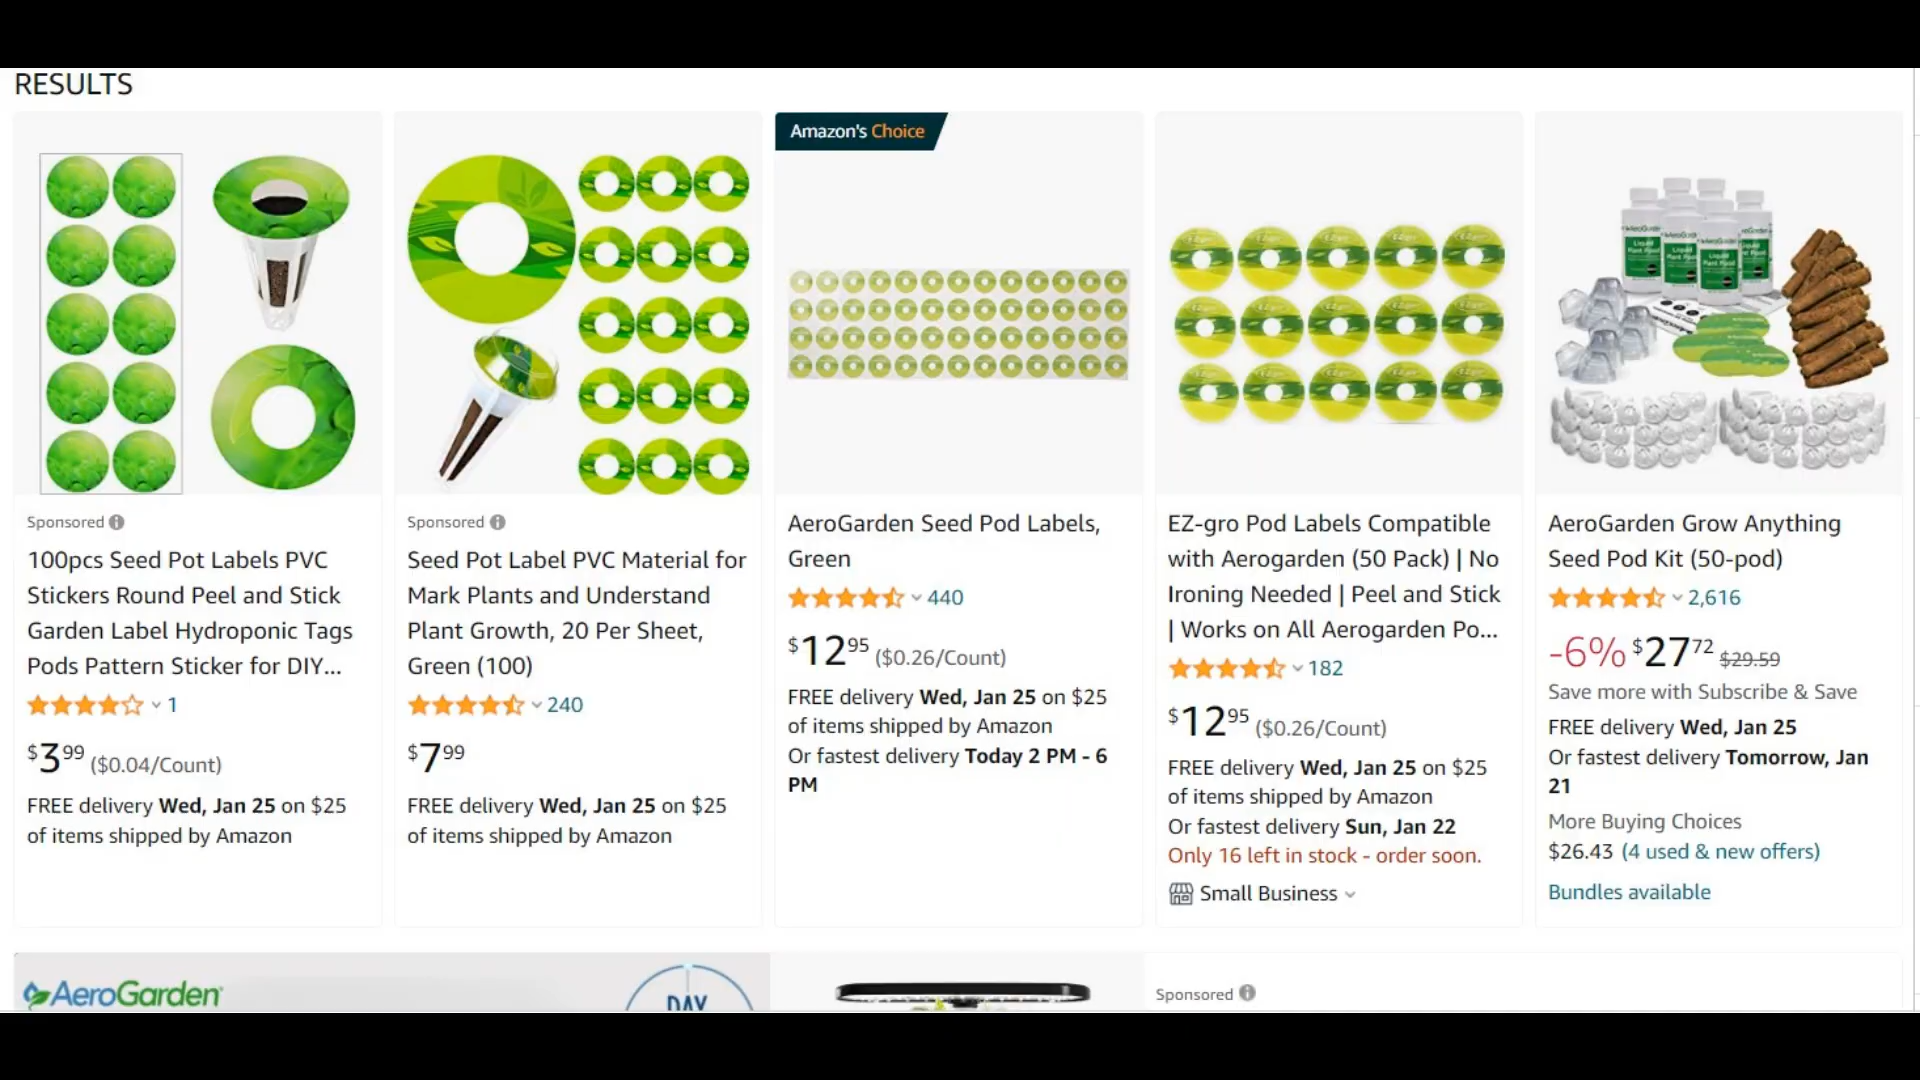 RESULTS
Sponsored
100pcs Seed Pot Labels PVC
Stickers Round Peel and Stick
Garden Label Hydroponic Tags
Pods Pattern Sticker for DIY...
1
$3 99 ($0.04/Count)
FREE delivery Wed, Jan 25 on $25
of items shipped by Amazon
Sponsored
Seed Pot Label PVC Material for
Mark Plants and Understand
Plant Growth, 20 Per Sheet,
Green (100)
240
$7 99
FREE delivery Wed, Jan 25 on $25
of items shipped by Amazon
Amazon's Choice
AeroGarden Seed Pod Labels,
Green
440
$12 95 ($0.26/Count)
FREE delivery Wed, Jan 25 on $25
of items shipped by Amazon
Or fastest delivery Today 2 PM - 6
PM
EZ-gro Pod Labels Compatible
with Aerogarden (50 Pack) | No
Ironing Needed | Peel and Stick
| Works on All Aerogarden Po...
182
$12 95 ($0.26/Count)
FREE delivery Wed, Jan 25 on $25
of items shipped by Amazon
Or fastest delivery Sun, Jan 22
Only 16 left in stock - order soon.
Small Business
AeroGarden Grow Anything
Seed Pod Kit (50-pod)
2,616
-6% $27 72 $29.59
Save more with Subscribe & Save
FREE delivery Wed, Jan 25
Or fastest delivery Tomorrow, Jan
21
More Buying Choices
$26.43 (4 used & new offers)
Bundles available
AeroGarden
DAY
Sponsored